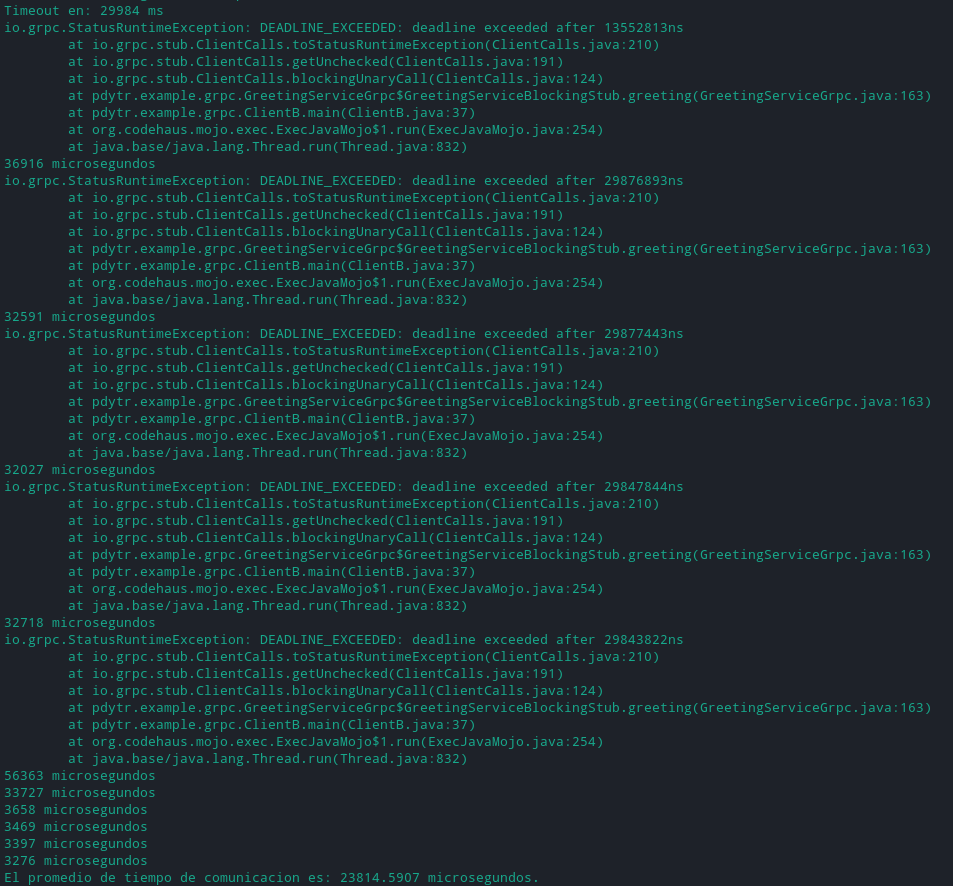 Timeout en: 29984 ms
io.grpc.StatusRuntimeException: DEADLINE_EXCEEDED: deadline exceeded after 13552813ns
        at io.grpc.stub.ClientCalls.toStatusRuntimeException(ClientCalls.java:210)
        at io.grpc.stub.ClientCalls.getUnchecked(ClientCalls.java:191)
        at io.grpc.stub.ClientCalls.blockingUnaryCall(ClientCalls.java:124)
        at pdytr.example.grpc.GreetingServiceGrpc$GreetingServiceBlockingStub.greeting(GreetingServiceGrpc.java:163)
        at pdytr.example.grpc.ClientB.main(ClientB.java:37)
        at org.codehaus.mojo.exec.ExecJavaMojo$1.run(ExecJavaMojo.java:254)
        at java.base/java.lang.Thread.run(Thread.java:832)
36916 microsegundos
io.grpc.StatusRuntimeException: DEADLINE_EXCEEDED: deadline exceeded after 29876893ns
        at io.grpc.stub.ClientCalls.toStatusRuntimeException(ClientCalls.java:210)
        at io.grpc.stub.ClientCalls.getUnchecked(ClientCalls.java:191)
        at io.grpc.stub.ClientCalls.blockingUnaryCall(ClientCalls.java:124)
        at pdytr.example.grpc.GreetingServiceGrpc$GreetingServiceBlockingStub.greeting(GreetingServiceGrpc.java:163)
        at pdytr.example.grpc.ClientB.main(ClientB.java:37)
        at org.codehaus.mojo.exec.ExecJavaMojo$1.run(ExecJavaMojo.java:254)
        at java.base/java.lang.Thread.run(Thread.java:832)
32591 microsegundos
io.grpc.StatusRuntimeException: DEADLINE_EXCEEDED: deadline exceeded after 29877443ns
        at io.grpc.stub.ClientCalls.toStatusRuntimeException(ClientCalls.java:210)
        at io.grpc.stub.ClientCalls.getUnchecked(ClientCalls.java:191)
        at io.grpc.stub.ClientCalls.blockingUnaryCall(ClientCalls.java:124)
        at pdytr.example.grpc.GreetingServiceGrpc$GreetingServiceBlockingStub.greeting(GreetingServiceGrpc.java:163)
        at pdytr.example.grpc.ClientB.main(ClientB.java:37)
        at org.codehaus.mojo.exec.ExecJavaMojo$1.run(ExecJavaMojo.java:254)
        at java.base/java.lang.Thread.run(Thread.java:832)
32027 microsegundos
io.grpc.StatusRuntimeException: DEADLINE_EXCEEDED: deadline exceeded after 29847844ns
        at io.grpc.stub.ClientCalls.toStatusRuntimeException(ClientCalls.java:210)
        at io.grpc.stub.ClientCalls.getUnchecked(ClientCalls.java:191)
        at io.grpc.stub.ClientCalls.blockingUnaryCall(ClientCalls.java:124)
        at pdytr.example.grpc.GreetingServiceGrpc$GreetingServiceBlockingStub.greeting(GreetingServiceGrpc.java:163)
        at pdytr.example.grpc.ClientB.main(ClientB.java:37)
        at org.codehaus.mojo.exec.ExecJavaMojo$1.run(ExecJavaMojo.java:254)
        at java.base/java.lang.Thread.run(Thread.java:832)
32718 microsegundos
io.grpc.StatusRuntimeException: DEADLINE_EXCEEDED: deadline exceeded after 29843822ns
        at io.grpc.stub.ClientCalls.toStatusRuntimeException(ClientCalls.java:210)
        at io.grpc.stub.ClientCalls.getUnchecked(ClientCalls.java:191)
        at io.grpc.stub.ClientCalls.blockingUnaryCall(ClientCalls.java:124)
        at pdytr.example.grpc.GreetingServiceGrpc$GreetingServiceBlockingStub.greeting(GreetingServiceGrpc.java:163)
        at pdytr.example.grpc.ClientB.main(ClientB.java:37)
        at org.codehaus.mojo.exec.ExecJavaMojo$1.run(ExecJavaMojo.java:254)
        at java.base/java.lang.Thread.run(Thread.java:832)
56363 microsegundos
33727 microsegundos
3658 microsegundos
3469 microsegundos
3397 microsegundos
3276 microsegundos
El promedio de tiempo de comunicacion es: 23814.5907 microsegundos.